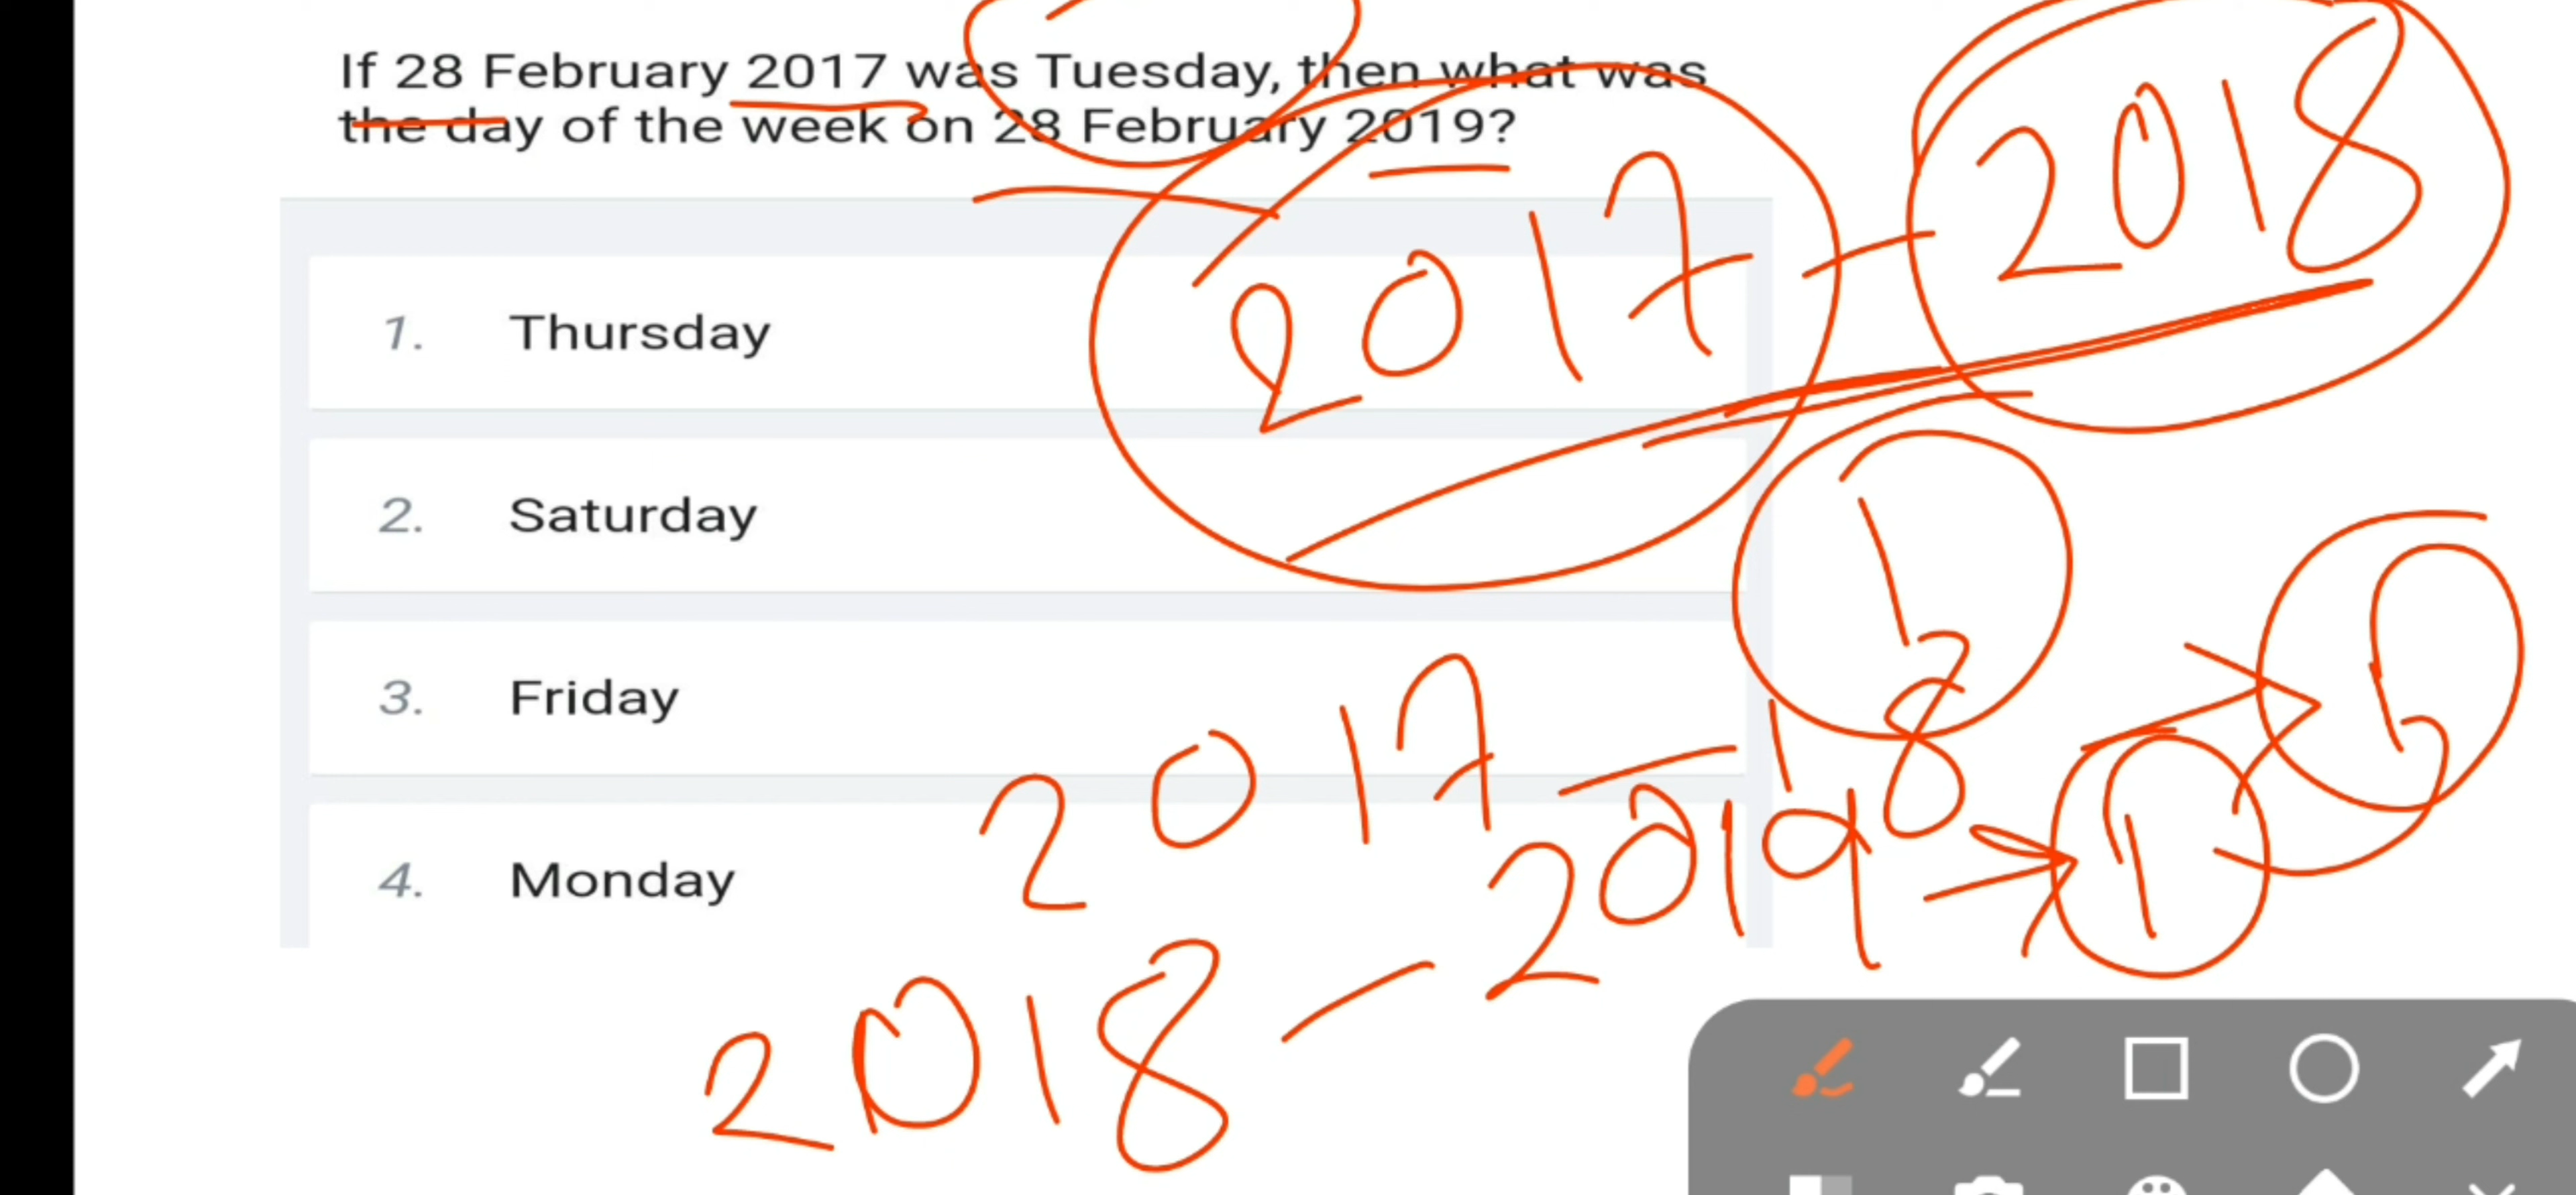 If 28 February 2017 was Tuesday, then what was
the day of the week on 28 February 2019?
2017 - 2018
1. Thursday
2. Saturday
3. Friday
4. Monday
1
2017 - 18
2018 - 2019
1